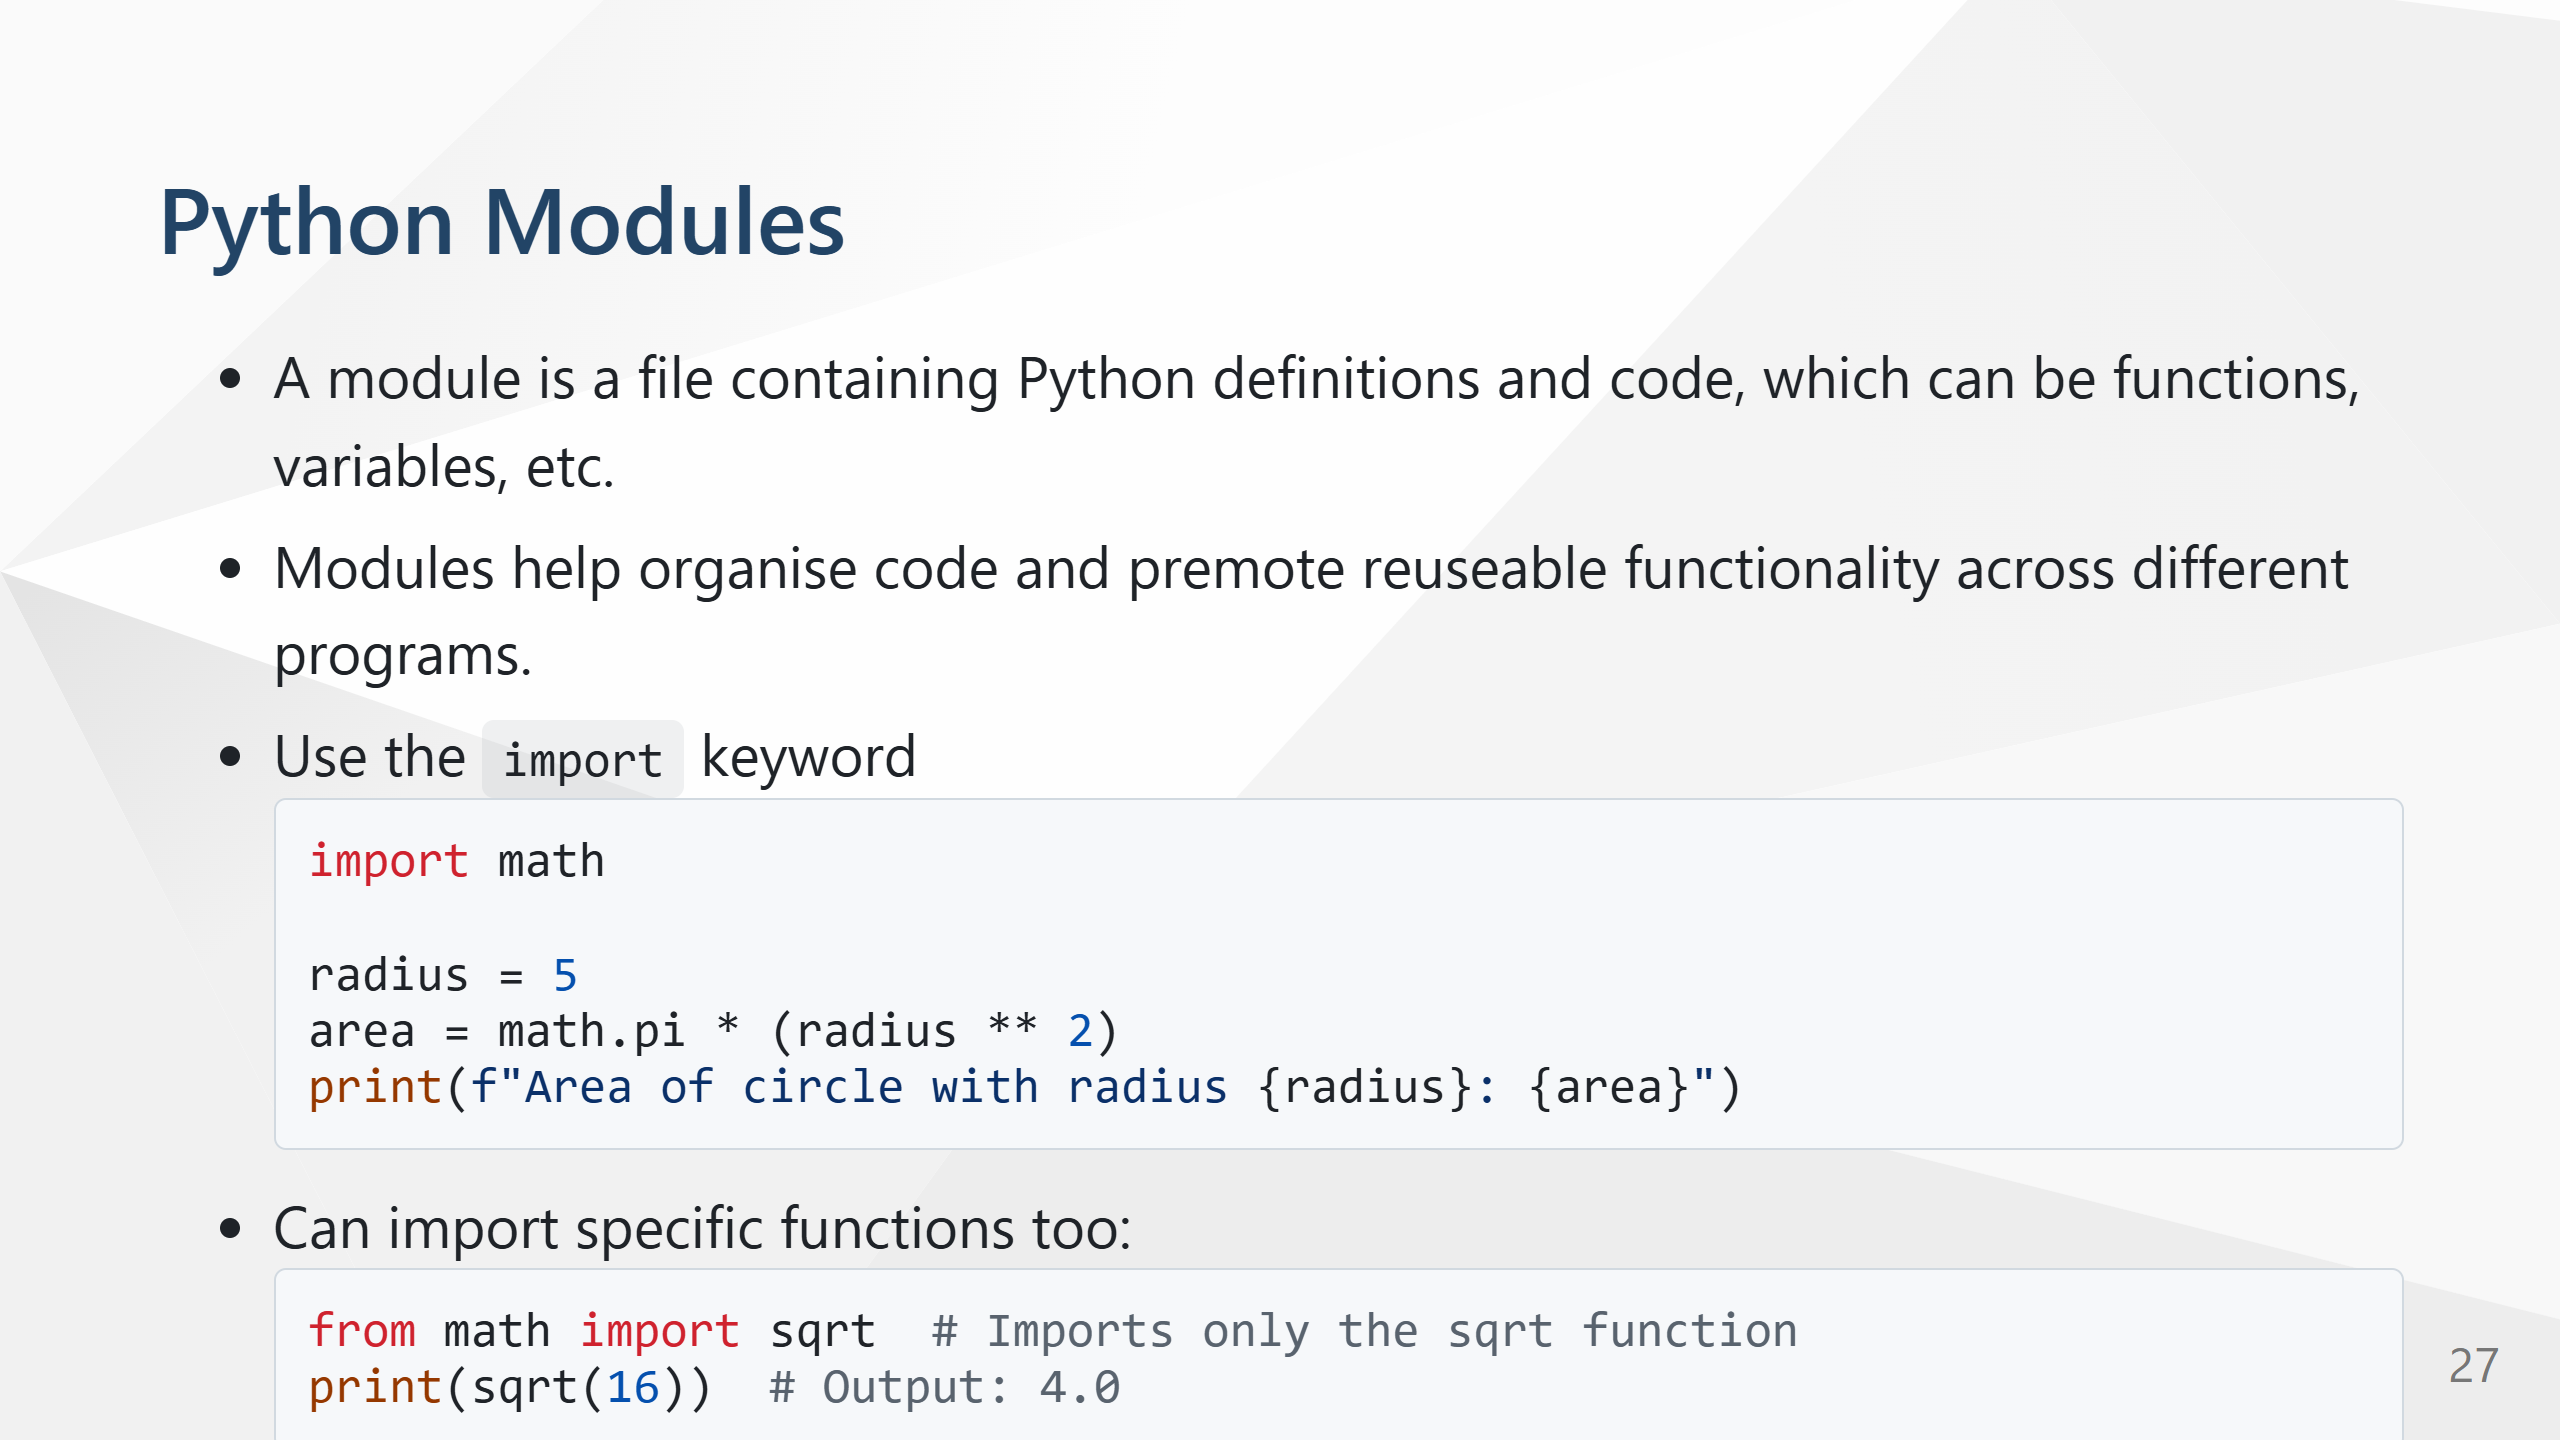 Python Modules
• A module is a file containing Python definitions and code, which can be functions,
variables, etc.
• Modules help organise code and premote reuseable functionality across different
programs.
• Use the import keyword
import math
radius = 5
area = math.pi * (radius ** 2)
print(f"Area of circle with radius {radius}: {area}")
• Can import specific functions too:
from math import sqrt  # Imports only the sqrt function
print(sqrt(16))  # Output: 4.0
27